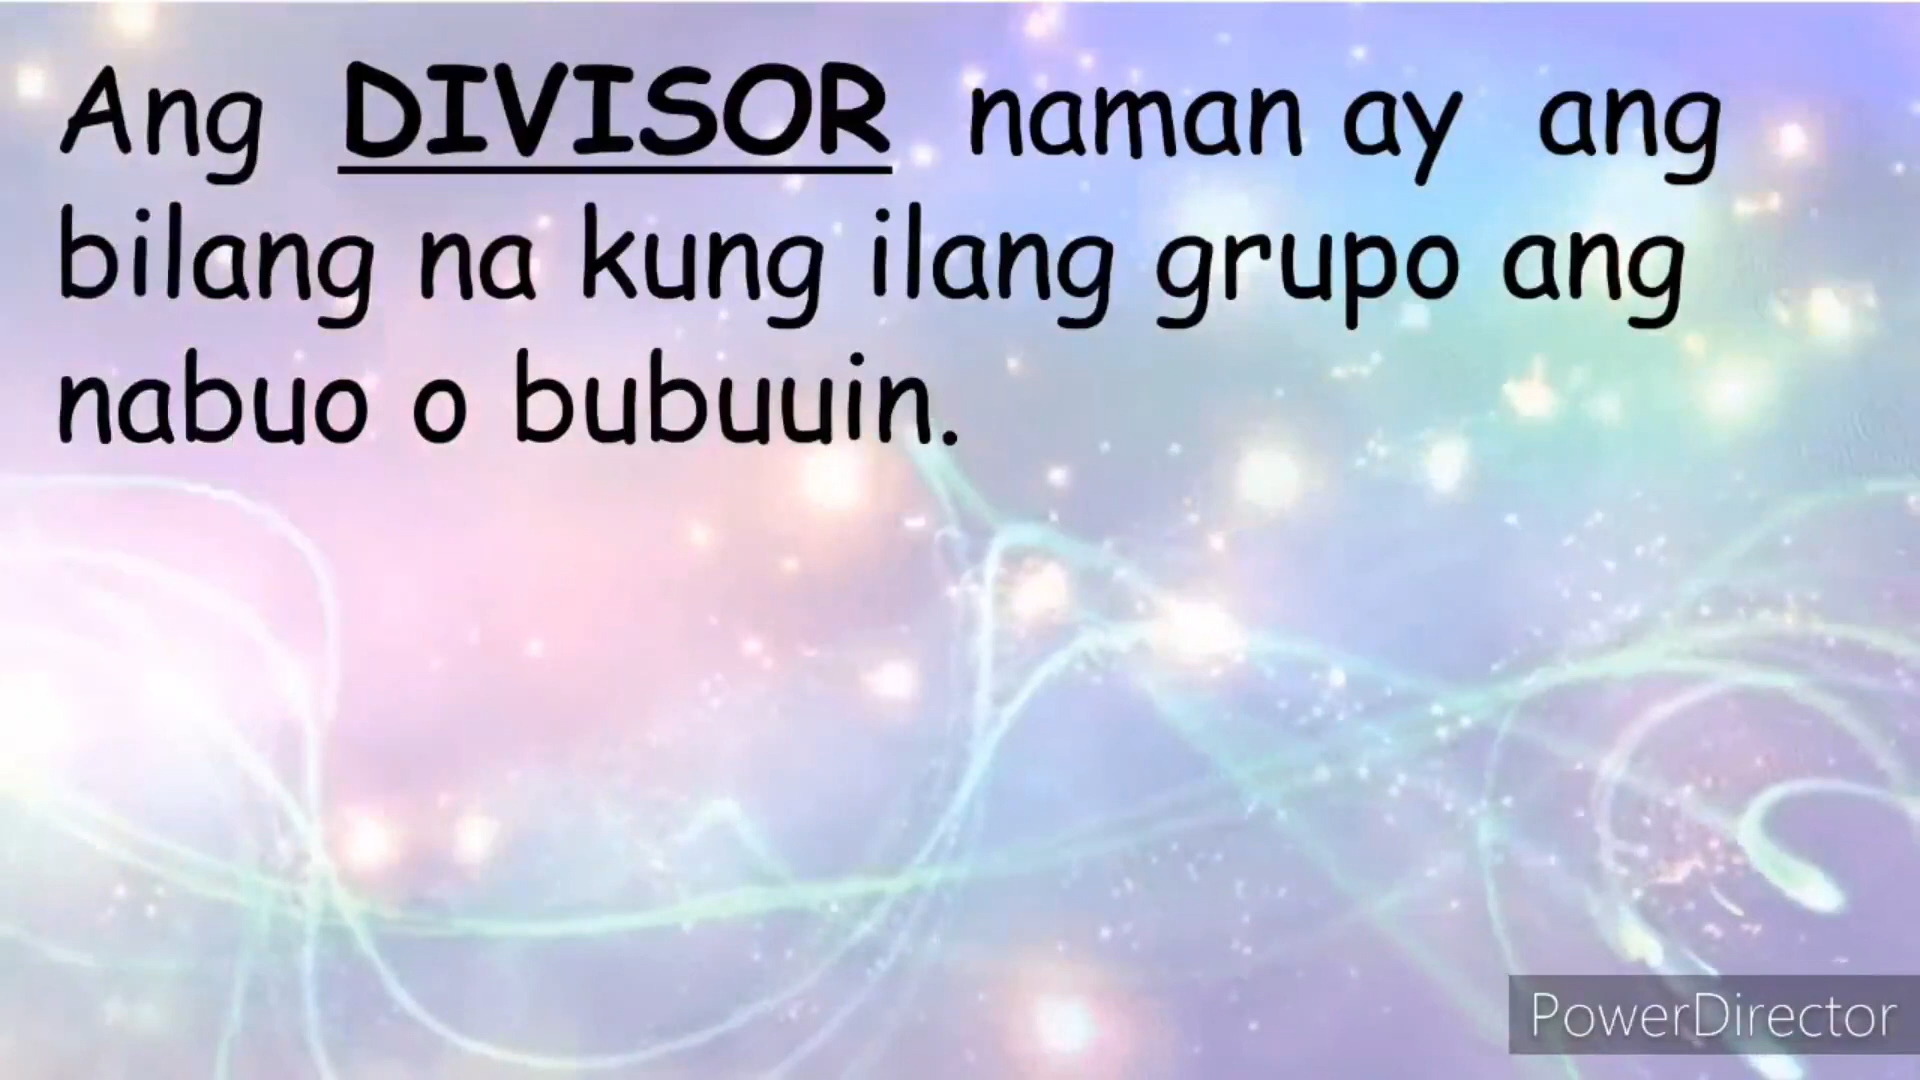 Ang DIVISOR naman ay ang
bilang na kung ilang grupo ang
nabuo o bubuuin.
PowerDirector